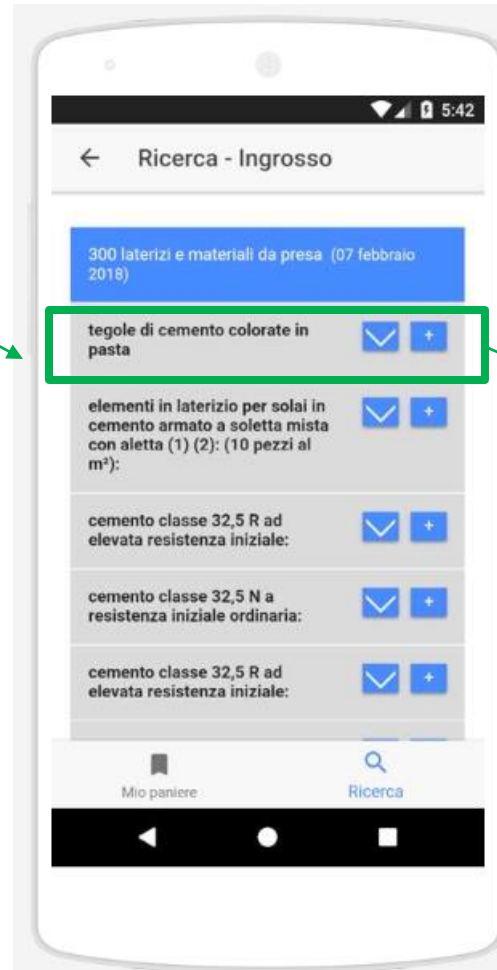 5:42
Ricerca - Ingrosso
300 laterizi e materiali da presa (07 febbraio
2018)
tegole di cemento colorate in
pasta
+
elementi in laterizio per solai in
cemento armato a soletta mista
con aletta (1) (2): (10 pezzi al
m²):
+
cemento classe 32,5 R ad
elevata resistenza iniziale:
+
cemento classe 32,5 N a
resistenza iniziale ordinaria:
+
cemento classe 32,5 R ad
elevata resistenza iniziale:
+
Mio paniere
Ricerca